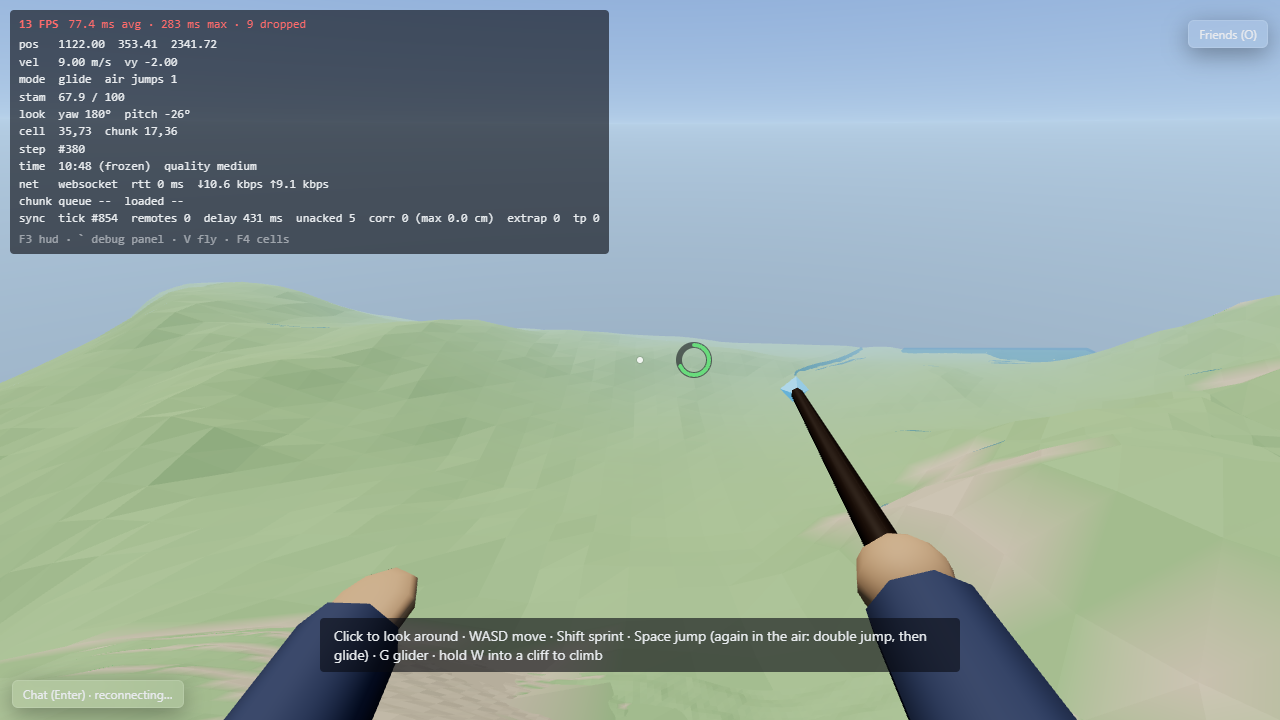 13 FPS 77.4 ms avg · 283 ms max · 9 dropped
pos 1122.00 353.41 2341.72
vel 9.00 m/s vy -2.00
mode glide air jumps 1
stam 67.9 / 100
look yaw 180° pitch -26°
cell 35,73 chunk 17,36
step #380
time 10:48 (frozen) quality medium
net websocket rtt 0 ms ↓10.6 kbps ↑9.1 kbps
chunk queue -- loaded --
sync tick #854 remotes 0 delay 431 ms unacked 5 corr 0 (max 0.0 cm) extrap 0 tp 0
F3 hud · ` debug panel · V fly · F4 cells
Friends (O)
Click to look around · WASD move · Shift sprint · Space jump (again in the air: double jump, then
glide) · G glider · hold W into a cliff to climb
Chat (Enter) · reconnecting...